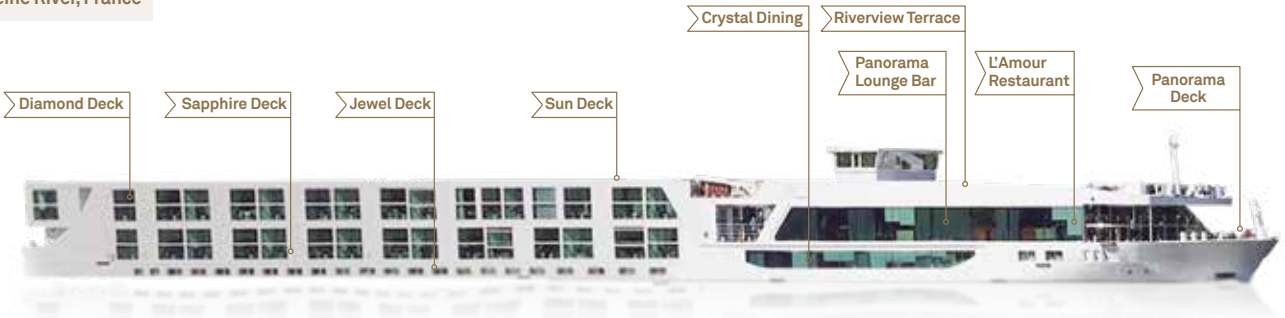 River, France
Crystal Dining
Riverview Terrace
Panorama
Lounge Bar
L'Amour
Restaurant
Panorama
Deck
Diamond Deck
Sapphire Deck
Jewel Deck
Sun Deck